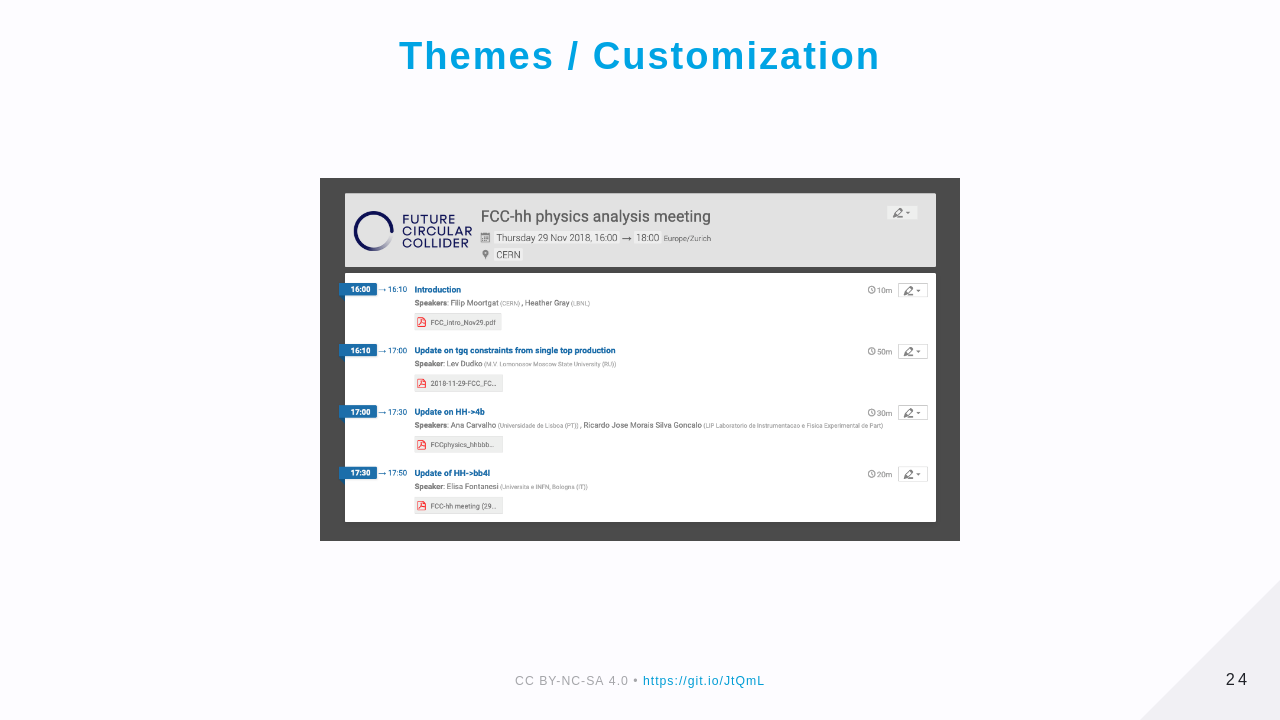 Themes / Customization
FUTURE
CIRCULAR
COLLIDER
FCC-hh physics analysis meeting
Thursday 29 Nov 2018, 16:00 → 18:00 Europe/Zurich
CERN
16:00 → 16:10 Introduction 10m
Speakers: Filip Moortgat (CERN), Heather Gray (LBNL)
FCC_intro_Nov29.pdf
16:10 → 17:00 Update on tgq constraints from single top production 50m
Speaker: Lev Dudko (M.V. Lomonosov Moscow State University (RU))
2018-11-29-FCC_FC...
17:00 → 17:30 Update on HH->4b 30m
Speakers: Ana Carvalho (Universidade de Lisboa (PT)), Ricardo Jose Morais Silva Goncalo (LIP Laboratorio de Instrumentacao e Fisica Experimental de Part)
FCCphysics_hhbbb...
17:30 → 17:50 Update of HH->bb4l 20m
Speaker: Elisa Fontanesi (Universita e INFN, Bologna (IT))
FCC-hh meeting (29...
CC BY-NC-SA 4.0 • https://git.io/JtQmL
24